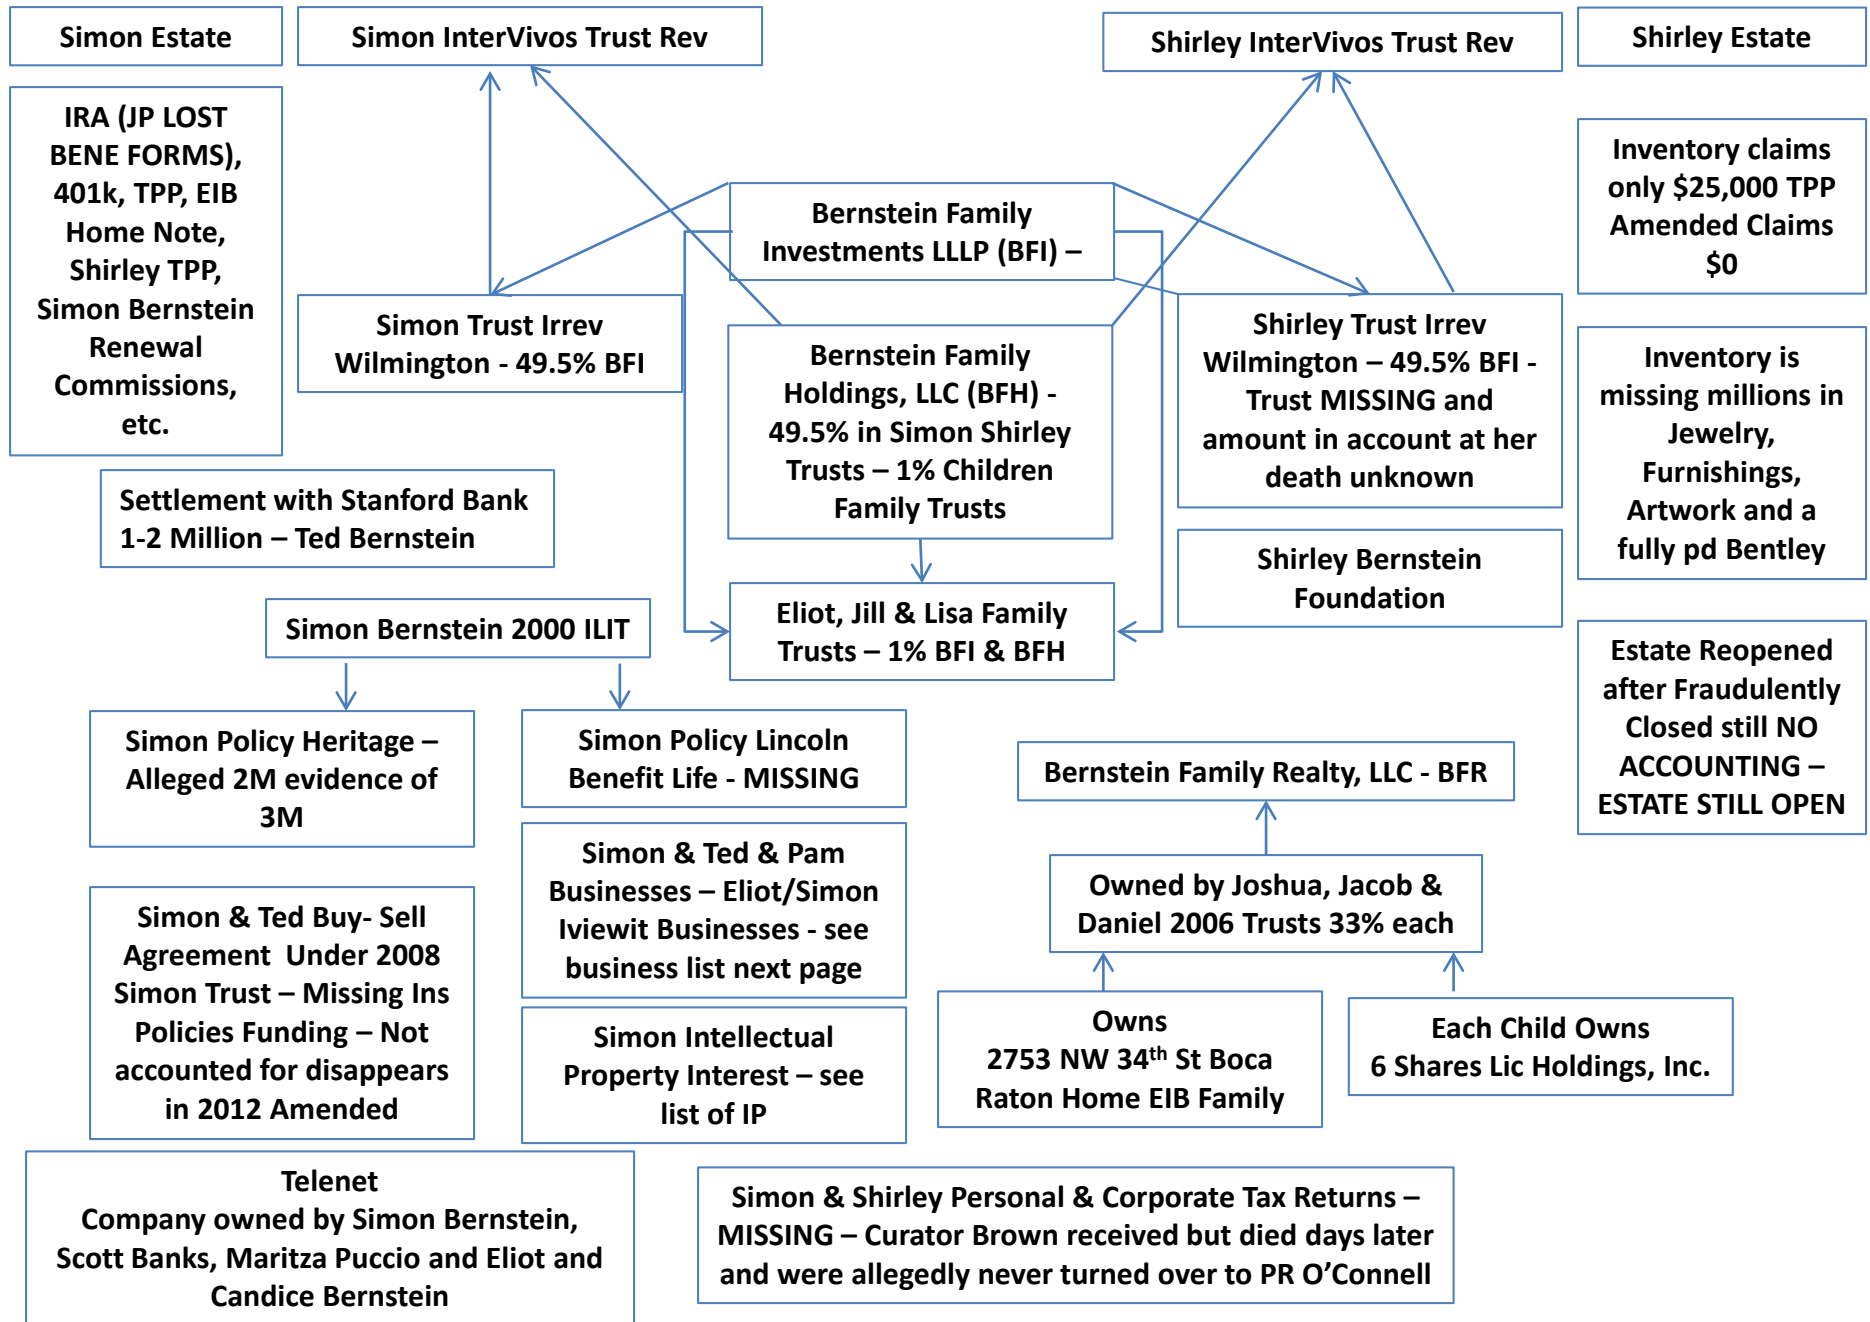 Simon Estate
Simon InterVivos Trust Rev
Shirley InterVivos Trust Rev
Shirley Estate
IRA (JP LOST
BENE FORMS),
401k, TPP, EIB
Home Note,
Shirley TPP,
Simon Bernstein
Renewal
Commissions,
etc.
Inventory claims
only $25,000 TPP
Amended Claims
$0
Bernstein Family
Investments LLLP (BFI) –
Simon Trust Irrev
Wilmington - 49.5% BFI
Bernstein Family
Holdings, LLC (BFH) -
49.5% in Simon Shirley
Trusts – 1% Children
Family Trusts
Shirley Trust Irrev
Wilmington – 49.5% BFI -
Trust MISSING and
amount in account at her
death unknown
Inventory is
missing millions in
Jewelry,
Furnishings,
Artwork and a
fully pd Bentley
Settlement with Stanford Bank
1-2 Million – Ted Bernstein
Shirley Bernstein
Foundation
Simon Bernstein 2000 ILIT
Eliot, Jill & Lisa Family
Trusts – 1% BFI & BFH
Estate Reopened
after Fraudulently
Closed still NO
ACCOUNTING –
ESTATE STILL OPEN
Simon Policy Heritage –
Alleged 2M evidence of
3M
Simon Policy Lincoln
Benefit Life - MISSING
Bernstein Family Realty, LLC - BFR
Simon & Ted & Pam
Businesses – Eliot/Simon
Iviewit Businesses - see
business list next page
Owned by Joshua, Jacob &
Daniel 2006 Trusts 33% each
Simon & Ted Buy- Sell
Agreement Under 2008
Simon Trust – Missing Ins
Policies Funding – Not
accounted for disappears
in 2012 Amended
Simon Intellectual
Property Interest – see
list of IP
Owns
2753 NW 34th St Boca
Raton Home EIB Family
Each Child Owns
6 Shares Lic Holdings, Inc.
Telenet
Company owned by Simon Bernstein,
Scott Banks, Maritza Puccio and Eliot and
Candice Bernstein
Simon & Shirley Personal & Corporate Tax Returns –
MISSING – Curator Brown received but died days later
and were allegedly never turned over to PR O’Connell